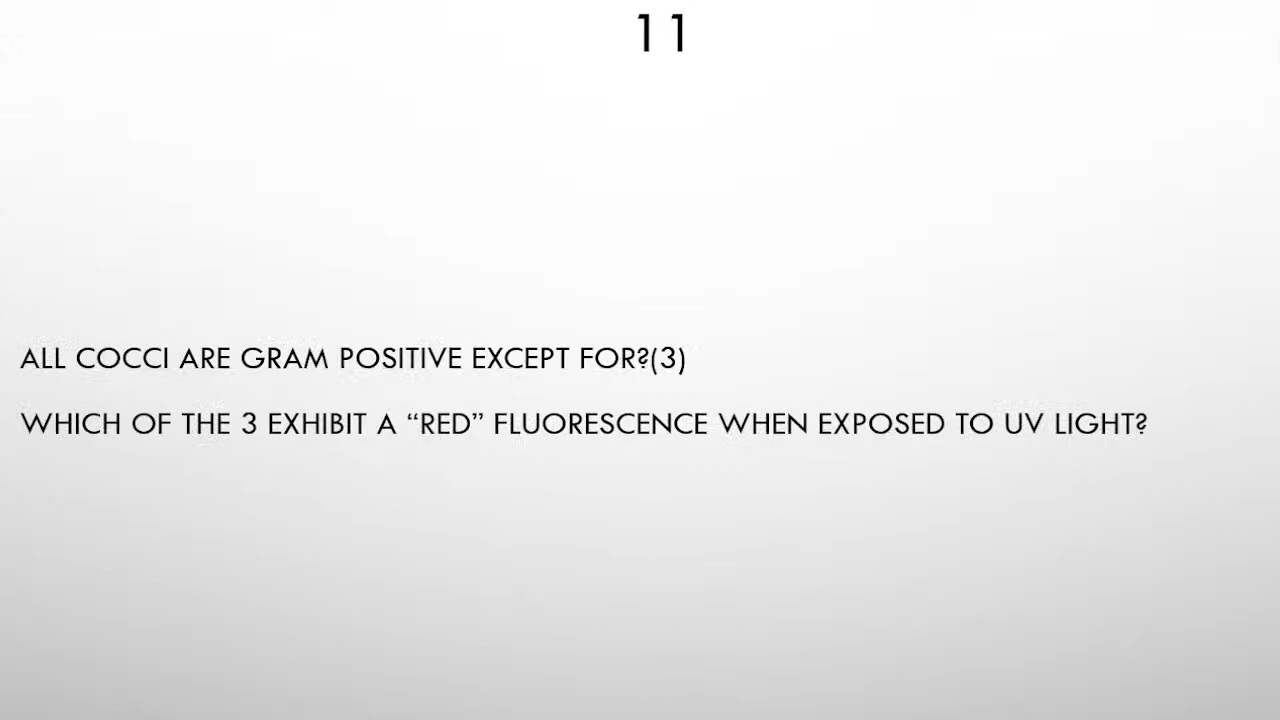 11
ALL COCCI ARE GRAM POSITIVE EXCEPT FOR?(3)
WHICH OF THE 3 EXHIBIT A “RED” FLUORESCENCE WHEN EXPOSED TO UV LIGHT?